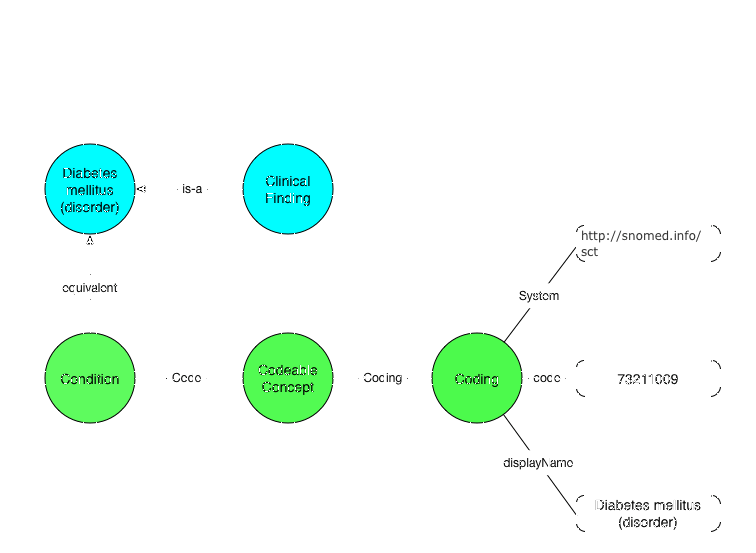 Diabetes
mellitus
(disorder)
is-a
Clinical
Finding
http://snomed.info/
sct
equivalent
System
Condition
Code
Codeable
Concept
Coding
Coding
code
73211009
displayName
Diabetes mellitus
(disorder)